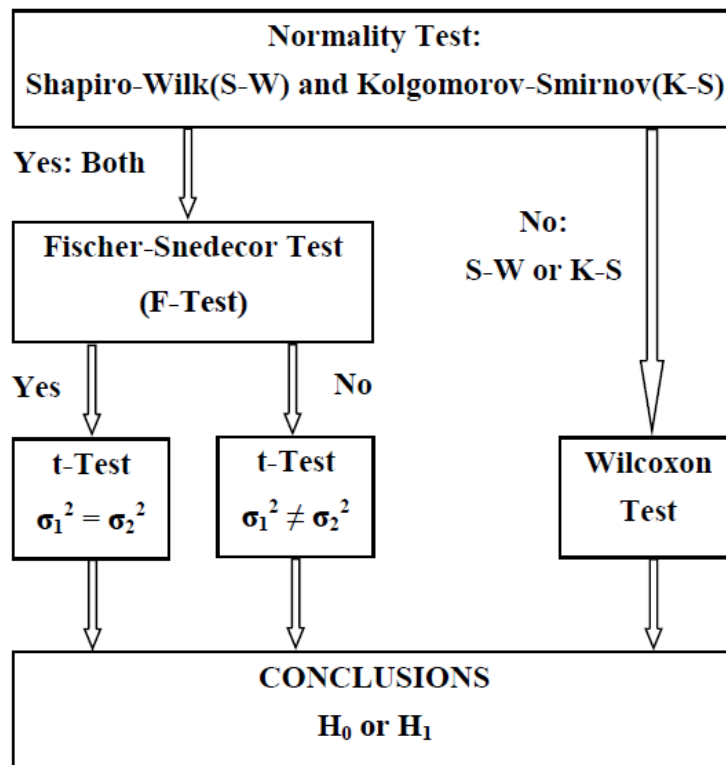 Normality Test:
Shapiro-Wilk(S-W) and Kolgomorov-Smirnov(K-S)
Yes: Both
Fischer-Snedecor Test
(F-Test)
No:
S-W or K-S
Yes
No
t-Test
σ₁² = σ₂²
t-Test
σ₁² ≠ σ₂²
Wilcoxon
Test
CONCLUSIONS
H₀ or H₁